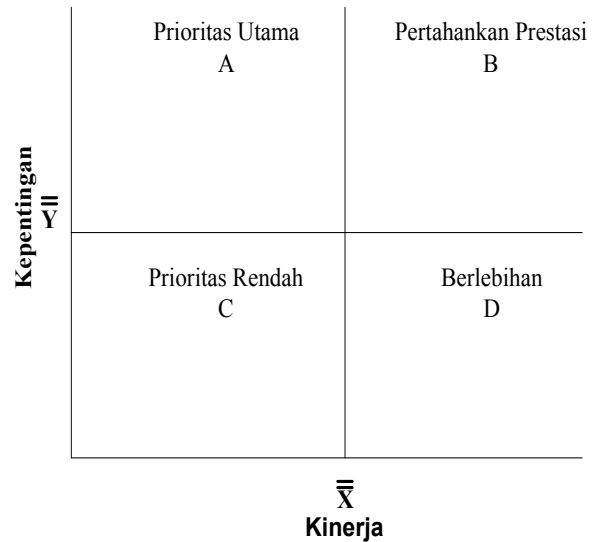 Prioritas Utama
A
Pertahankan Prestasi
B
Kepentingan
Y̿
Prioritas Rendah
C
Berlebihan
D
X̿
Kinerja